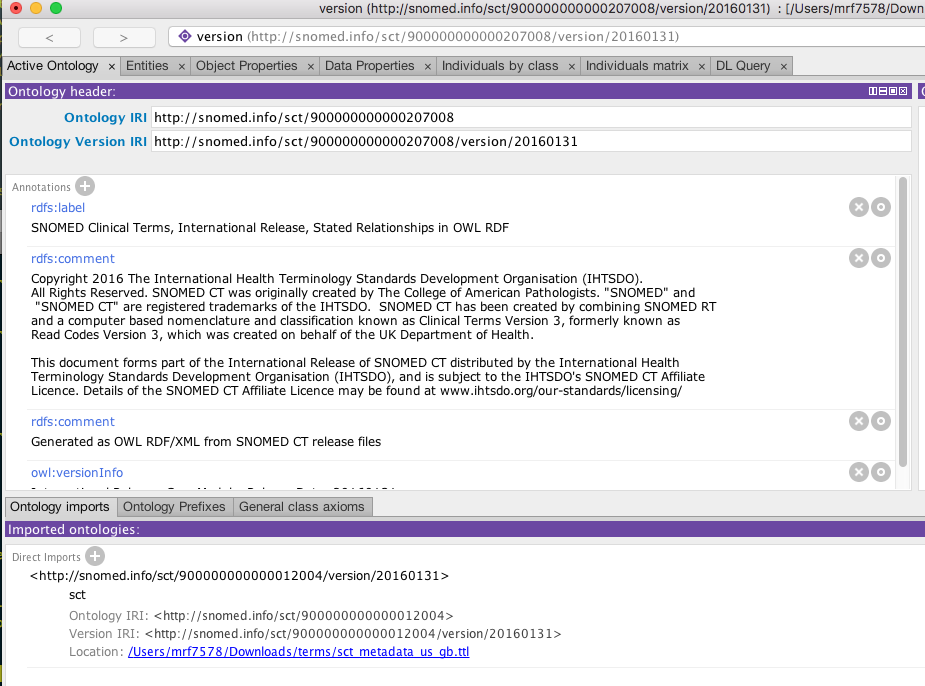 version (http://snomed.info/sct/900000000000207008/version/20160131) : [/Users/mrf7578/Down
< > version (http://snomed.info/sct/900000000000207008/version/20160131)
Active Ontology × Entities × Object Properties × Data Properties × Individuals by class × Individuals matrix × DL Query ×
Ontology header:
Ontology IRI http://snomed.info/sct/900000000000207008
Ontology Version IRI http://snomed.info/sct/900000000000207008/version/20160131
Annotations
rdfs:label
SNOMED Clinical Terms, International Release, Stated Relationships in OWL RDF
rdfs:comment
Copyright 2016 The International Health Terminology Standards Development Organisation (IHTSDO).
All Rights Reserved. SNOMED CT was originally created by The College of American Pathologists. "SNOMED" and
"SNOMED CT" are registered trademarks of the IHTSDO.  SNOMED CT has been created by combining SNOMED RT
and a computer based nomenclature and classification known as Clinical Terms Version 3, formerly known as
Read Codes Version 3, which was created on behalf of the UK Department of Health.
This document forms part of the International Release of SNOMED CT distributed by the International Health
Terminology Standards Development Organisation (IHTSDO), and is subject to the IHTSDO's SNOMED CT Affiliate
Licence. Details of the SNOMED CT Affiliate Licence may be found at www.ihtsdo.org/our-standards/licensing/
rdfs:comment
Generated as OWL RDF/XML from SNOMED CT release files
owl:versionInfo
Ontology imports Ontology Prefixes General class axioms
Imported ontologies:
Direct Imports
<http://snomed.info/sct/900000000000012004/version/20160131>
sct
Ontology IRI: <http://snomed.info/sct/900000000000012004>
Version IRI: <http://snomed.info/sct/900000000000012004/version/20160131>
Location: /Users/mrf7578/Downloads/terms/sct_metadata_us_gb.ttl